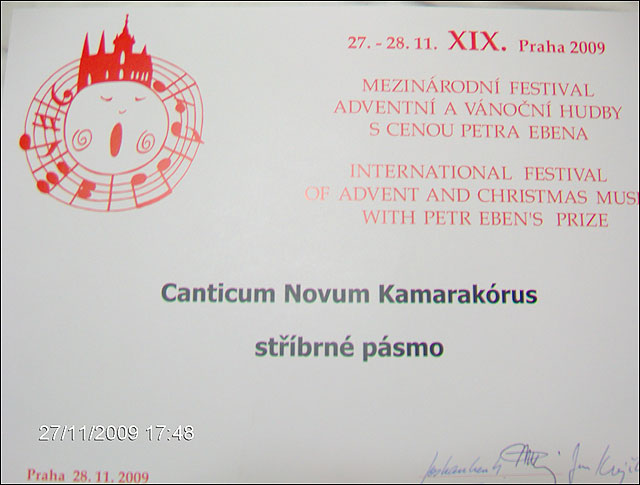 27. - 28. 11. XIX. Praha 2009
MEZINÁRODNÍ FESTIVAL
ADVENTNÍ A VÁNOČNÍ HUDBY
S CENOU PETRA EBENA
INTERNATIONAL FESTIVAL
OF ADVENT AND CHRISTMAS MUSI
WITH PETR EBEN'S PRIZE
Canticum Novum Kamarakórus
stříbrné pásmo
27/11/2009 17:48
Praha 28. 11. 2009